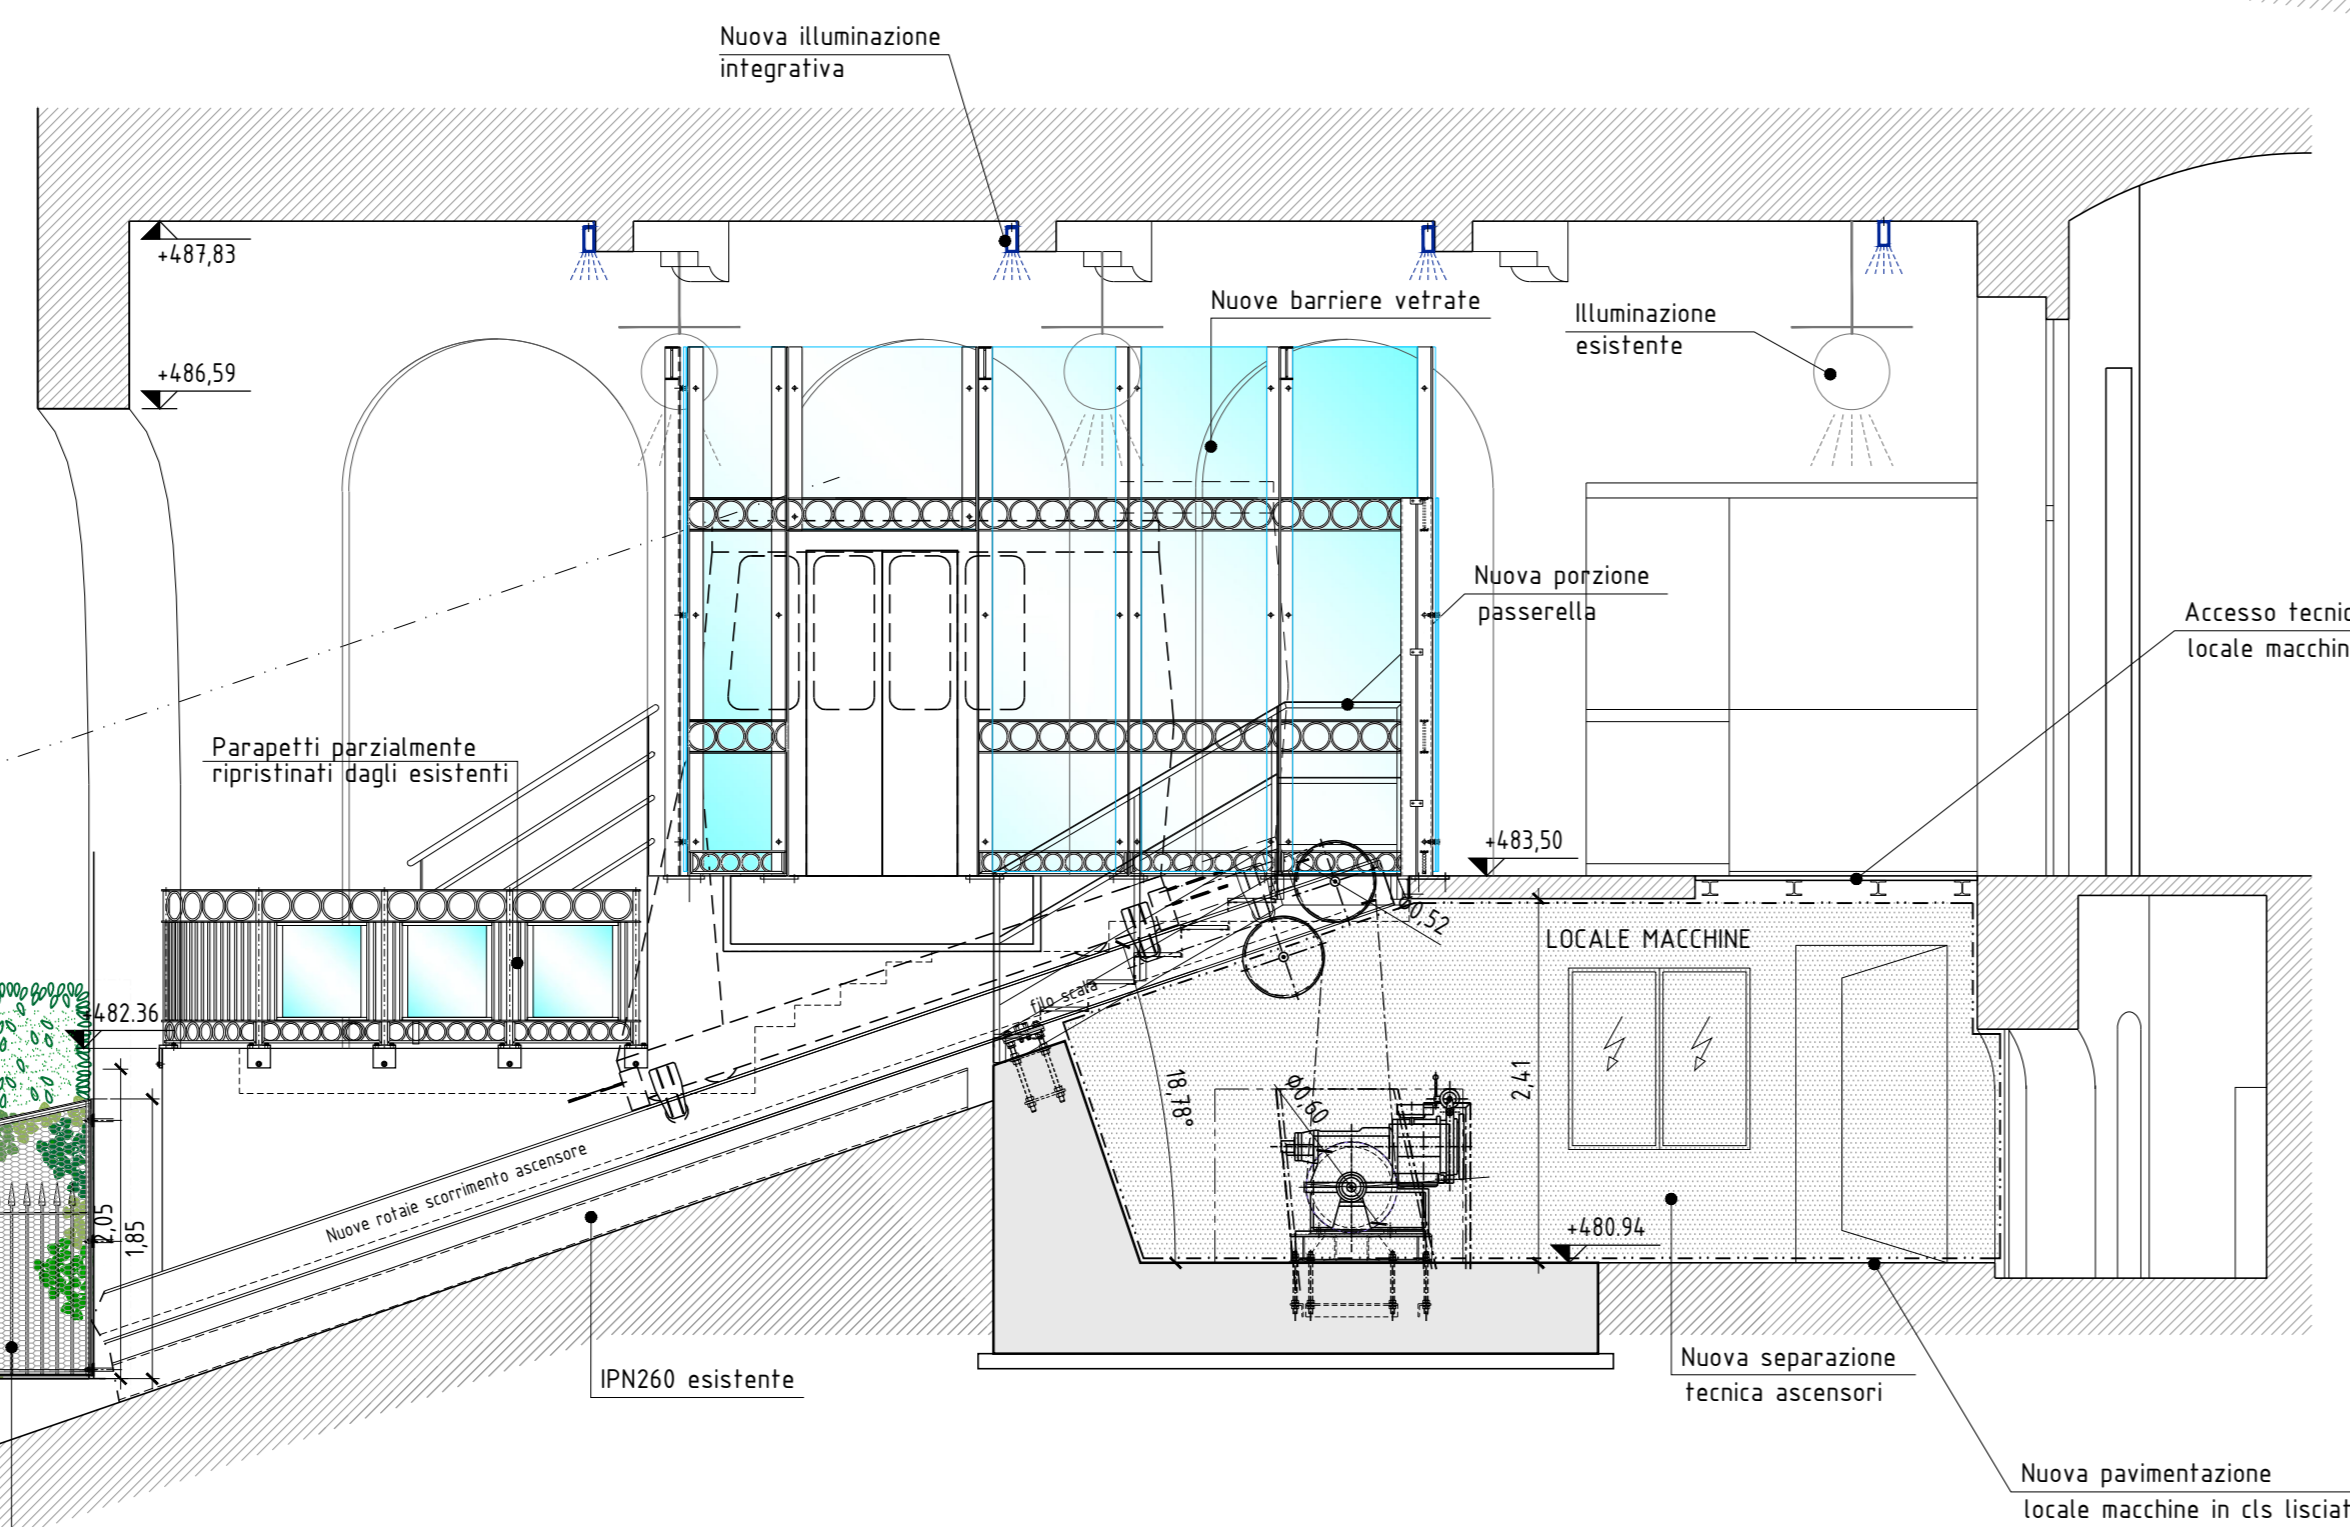 Nuova illuminazione
integrativa
+487,83
+486,59
Nuove barriere vetrate
Illuminazione
esistente
Nuova porzione
passerella
Accesso tecnic
locale macchin
Parapetti parzialmente
ripristinati dagli esistenti
+483,50
Ø0,52
LOCALE MACCHINE
filo scala
482.36
18,78°
Ø0,60
2,41
Nuove rotaie scorrimento ascensore
2,05
1,85
+480.94
IPN260 esistente
Nuova separazione
tecnica ascensori
Nuova pavimentazione
locale macchine in cls lisciat